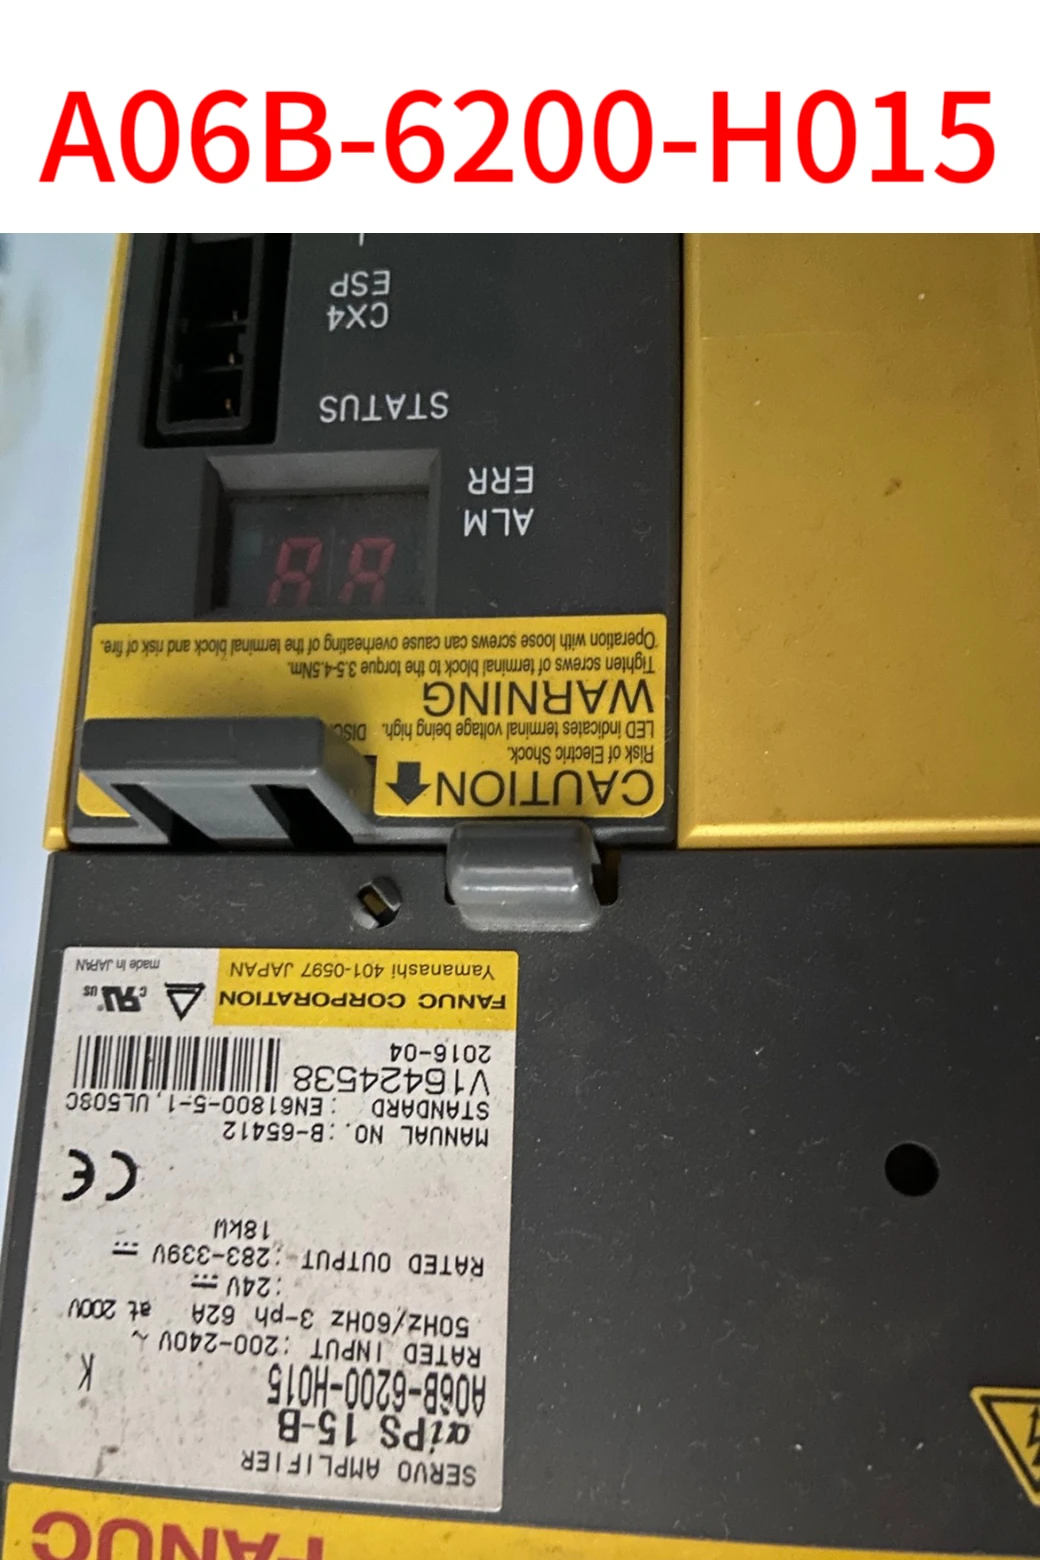 A06B-6200-H015
FANUC
SERVO AMPLIFIER
αiPS 15-B
A06B-6200-H015 K
RATED INPUT :200-240V ~
50Hz/60Hz 3-ph 62A at 200V
:24V ⎓
RATED OUTPUT :283-339V ⎓
18kW
CE
MANUAL NO.:B-65412
STANDARD :EN61800-5-1,UL508C
V16424538
2016-04
FANUC CORPORATION
Yamanashi 401-0597 JAPAN
c RU US
made in JAPAN
CAUTION
Risk of Electric Shock.
LED indicates terminal voltage being high.
WARNING
Tighten screws of terminal block to the torque 3.5-4.5Nm.
Operation with loose screws can cause overheating of the terminal block and risk of fire.
ALM
ERR
88
STATUS
CX4
ESP